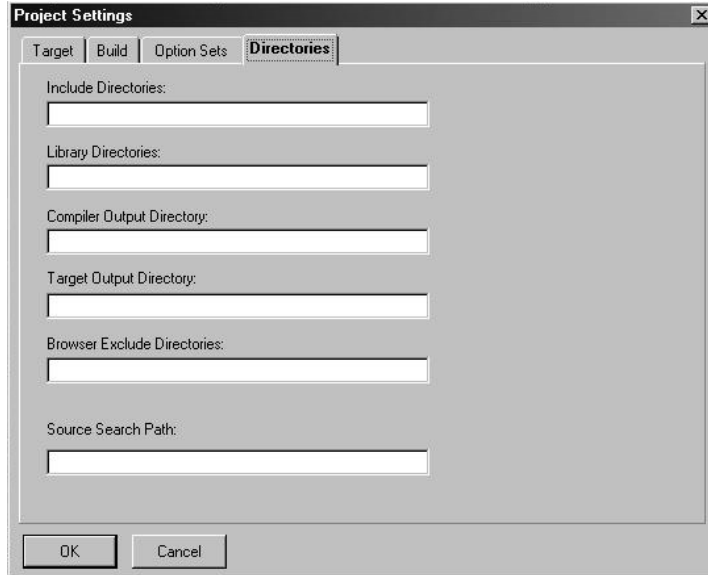 Project Settings
Target Build Option Sets Directories
Include Directories:
Library Directories:
Compiler Output Directory:
Target Output Directory:
Browser Exclude Directories:
Source Search Path:
OK Cancel